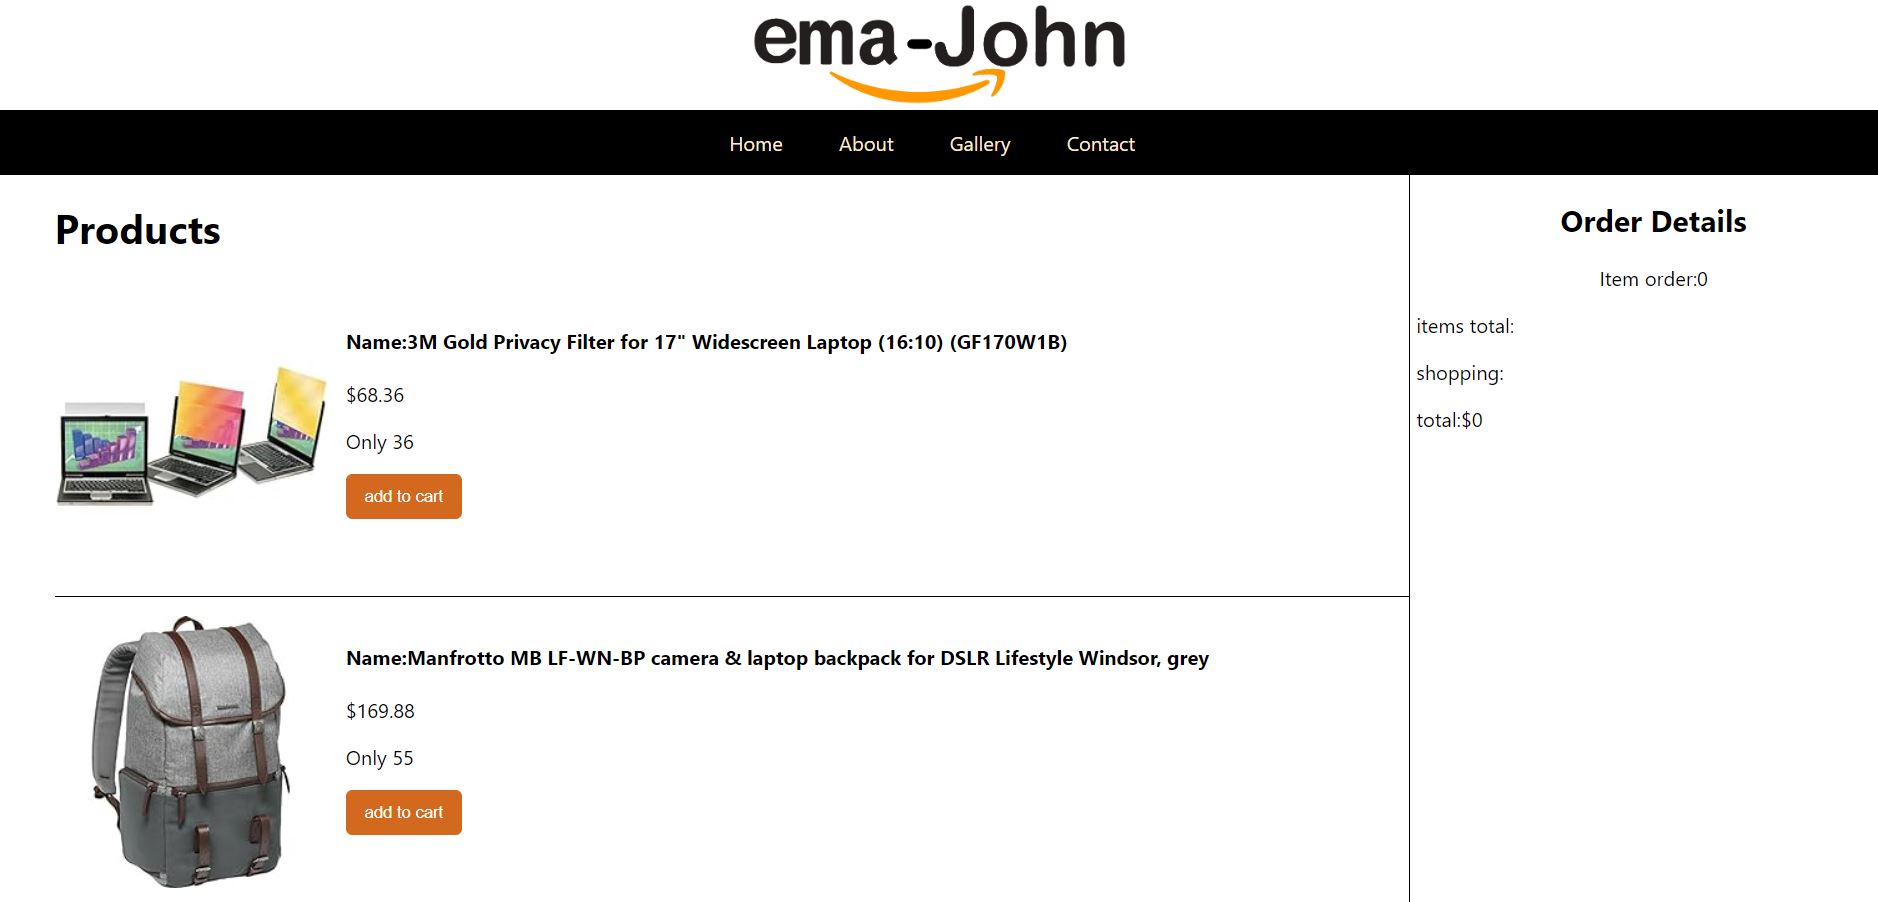 ema-John
Home About Gallery Contact
Products
Name:3M Gold Privacy Filter for 17" Widescreen Laptop (16:10) (GF170W1B)
$68.36
Only 36
add to cart
Name:Manfrotto MB LF-WN-BP camera & laptop backpack for DSLR Lifestyle Windsor, grey
$169.88
Only 55
add to cart
Order Details
Item order:0
items total:
shopping:
total:$0